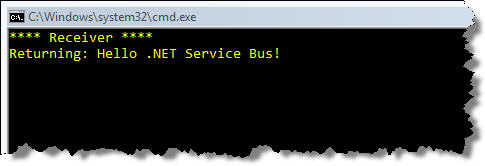 C:\Windows\system32\cmd.exe
**** Receiver ****
Returning: Hello .NET Service Bus!